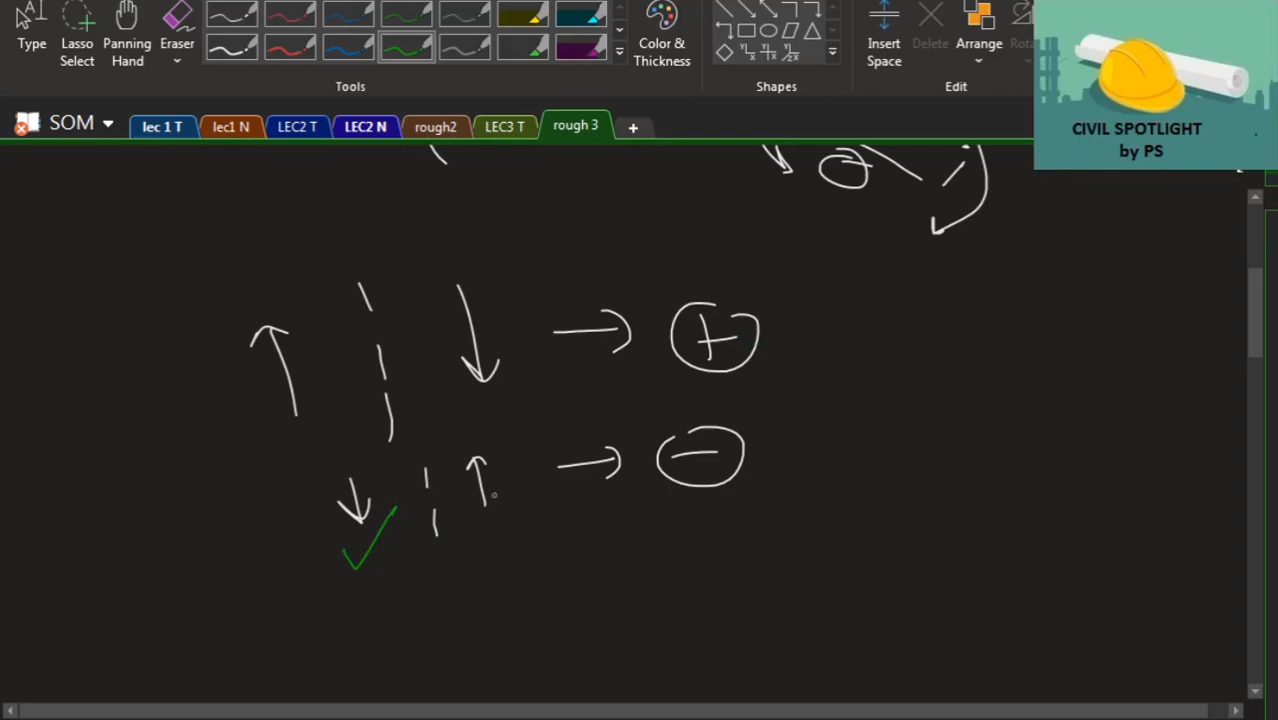 Type
Lasso Select
Panning Hand
Eraser
Color & Thickness
Insert Space
Delete
Arrange
Tools
Shapes
Edit
SOM
lec 1 T
lec1 N
LEC2 T
LEC2 N
rough2
LEC3 T
rough 3
+
CIVIL SPOTLIGHT
by PS
+
−